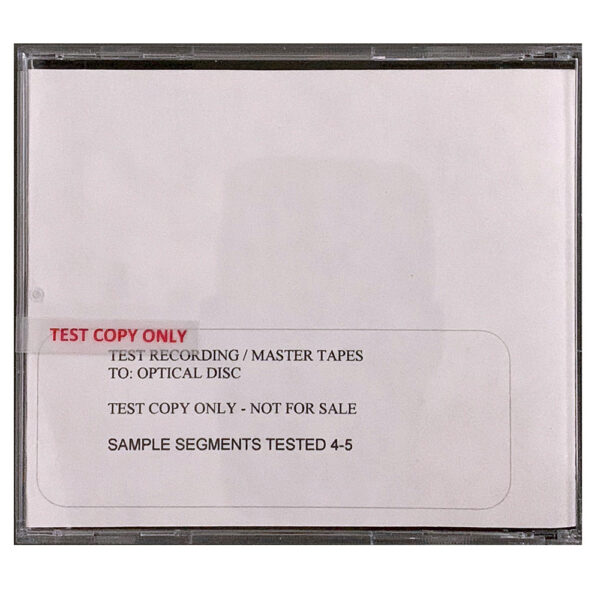 TEST COPY ONLY
TEST RECORDING / MASTER TAPES
TO: OPTICAL DISC
TEST COPY ONLY - NOT FOR SALE
SAMPLE SEGMENTS TESTED 4-5